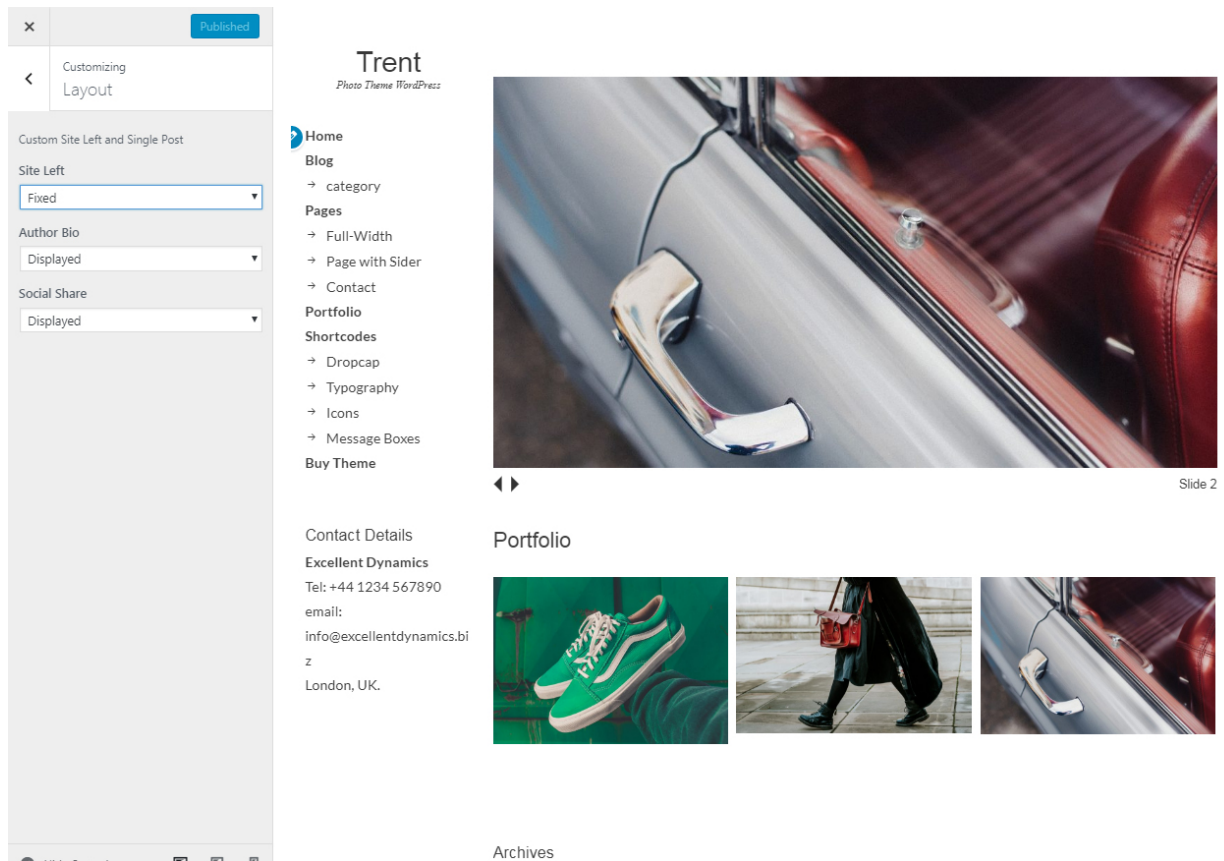 Published
Customizing
Layout
Custom Site Left and Single Post
Site Left
Fixed
Author Bio
Displayed
Social Share
Displayed
Trent
Photo Theme WordPress
Home
Blog
→ category
Pages
→ Full-Width
→ Page with Sider
→ Contact
Portfolio
Shortcodes
→ Dropcap
→ Typography
→ Icons
→ Message Boxes
Buy Theme
Contact Details
Excellent Dynamics
Tel: +44 1234 567890
email:
info@excellentdynamics.bi
z
London, UK.
Slide 2
Portfolio
Archives